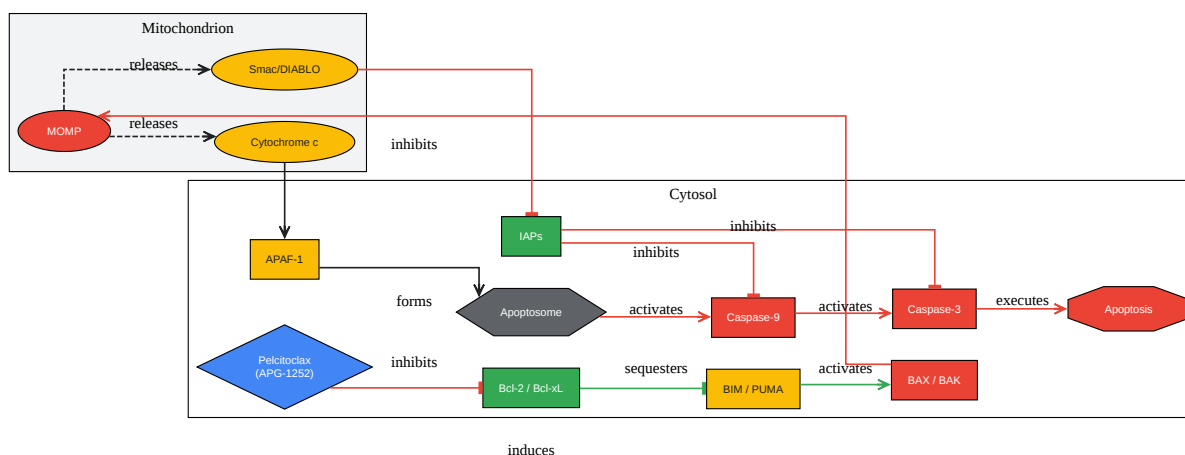 Mitochondrion
releases
Smac/DIABLO
MOMP
releases
Cytochrome c
inhibits
Cytosol
IAPs
inhibits
inhibits
APAF-1
forms
Apoptosome
activates
Caspase-9
activates
Caspase-3
executes
Apoptosis
Pelcitoclax
(APG-1252)
inhibits
Bcl-2 / Bcl-xL
sequesters
BIM / PUMA
activates
BAX / BAK
induces